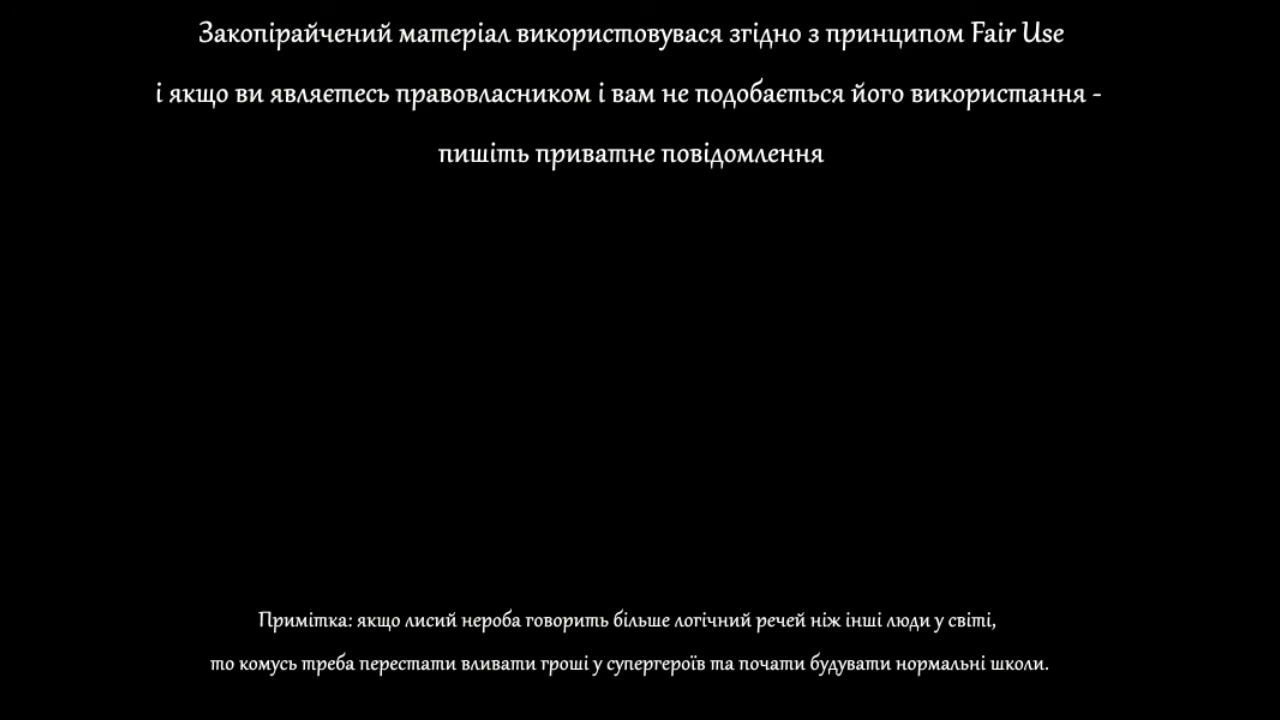 Закопірайчений матеріал використовувася згідно з принципом Fair Use
і якщо ви являєтесь правовласником і вам не подобається його використання -
пишіть приватне повідомлення
Примітка: якщо лисий нероба говорить більше логічний речей ніж інші люди у світі,
то комусь треба перестати вливати гроші у супергероїв та почати будувати нормальні школи.